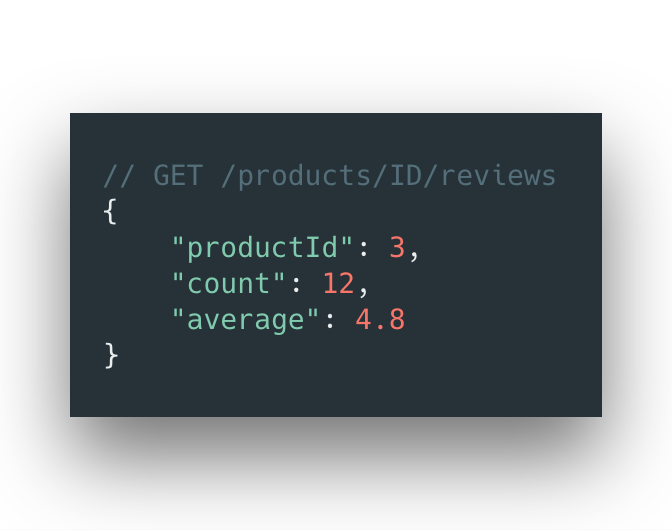 // GET /products/ID/reviews
{
    "productId": 3,
    "count": 12,
    "average": 4.8
}